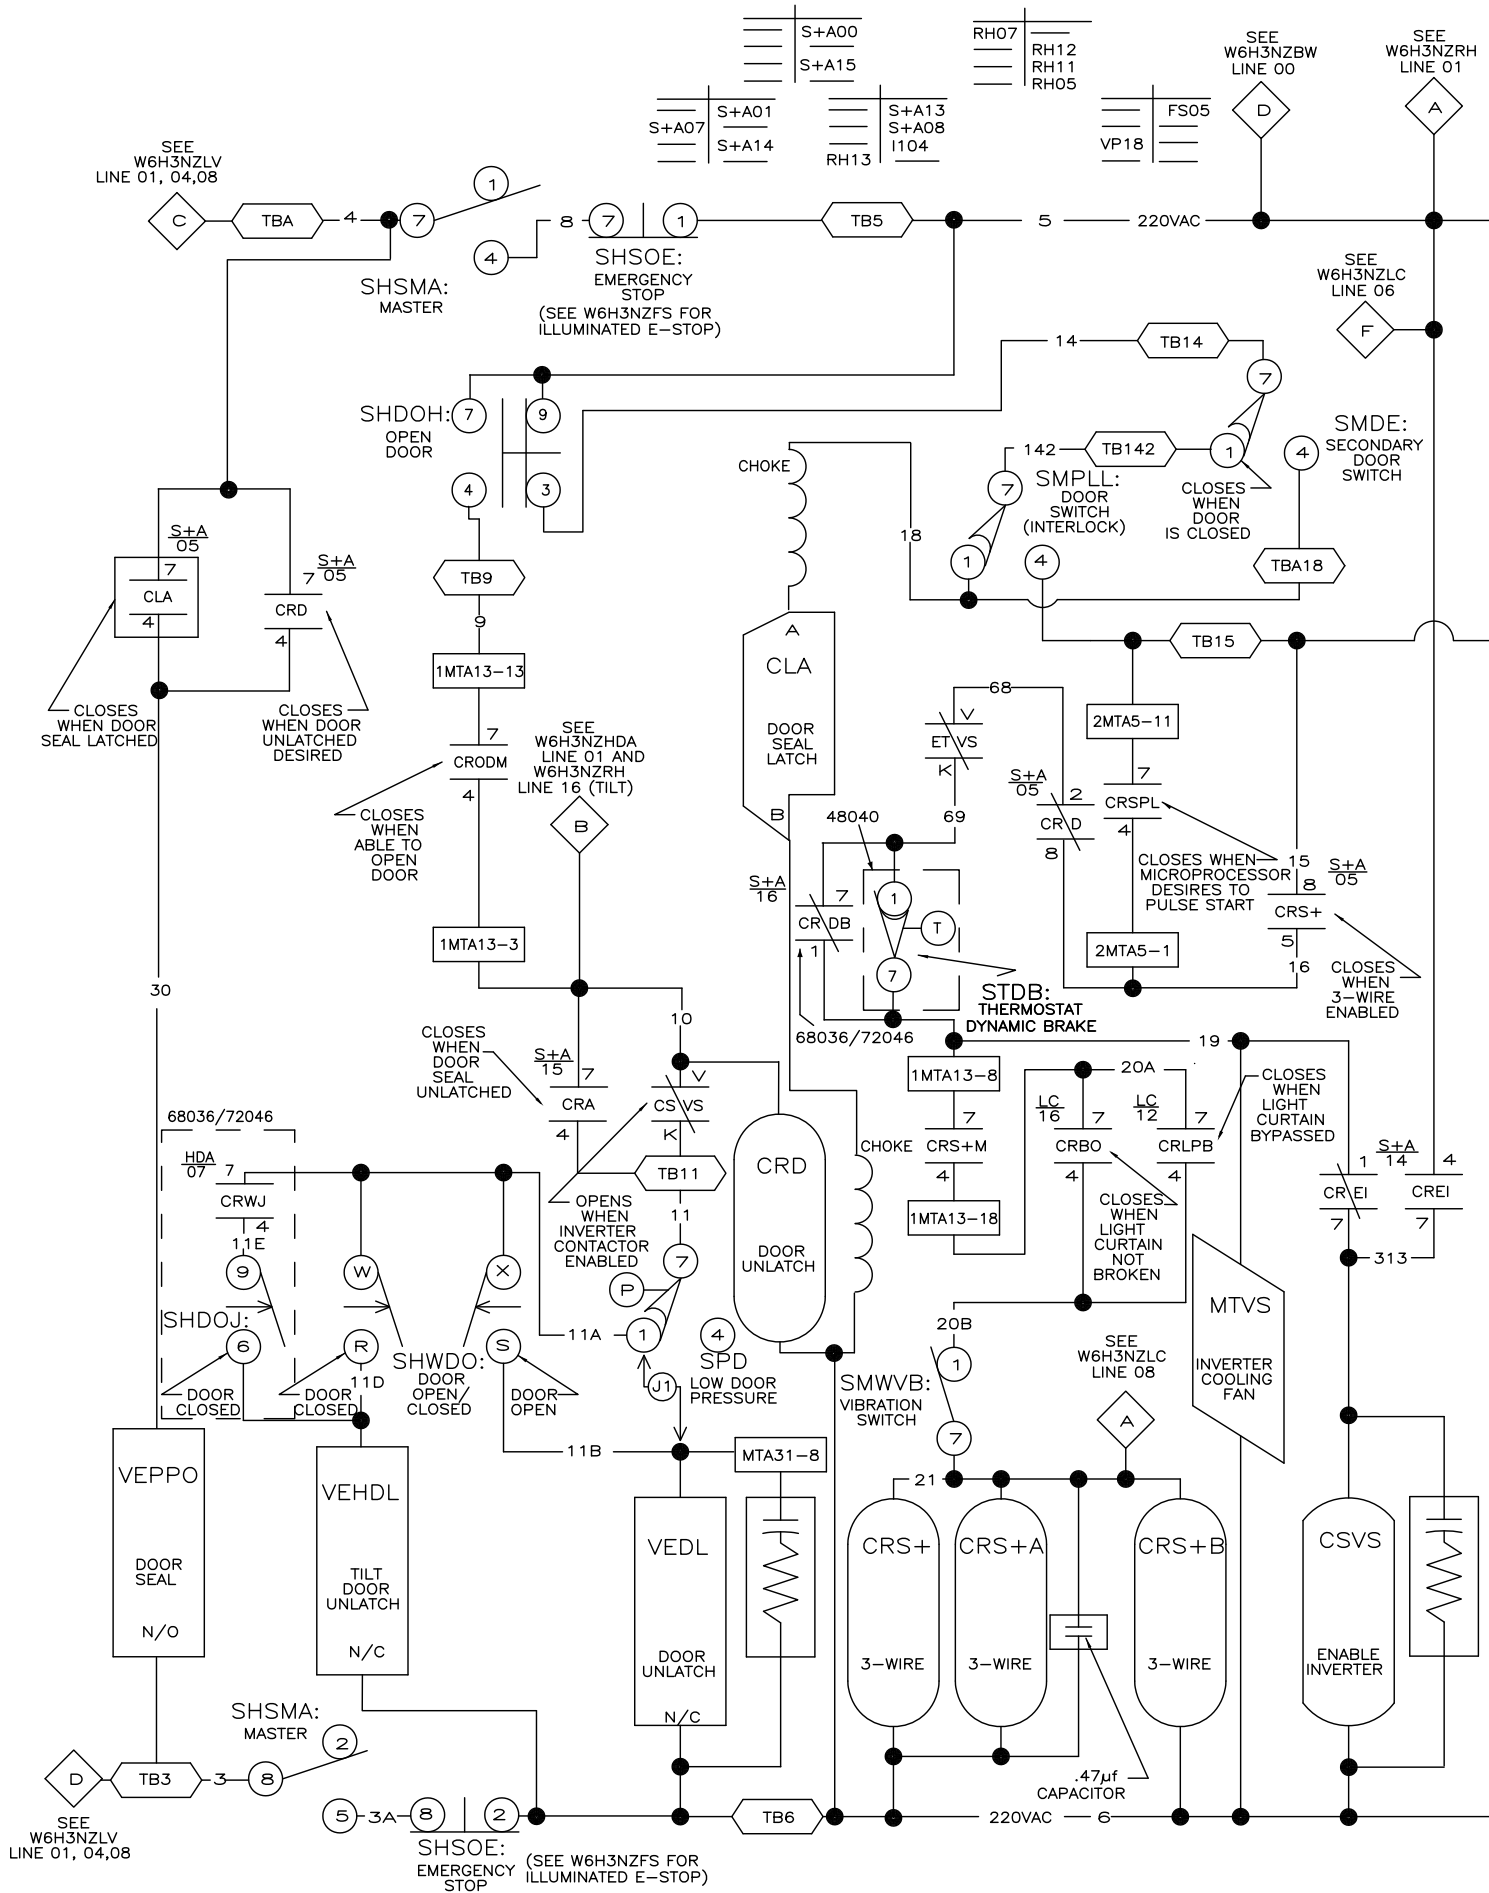 S+A00
S+A15
RH07
RH12
RH11
RH05
S+A01
S+A07
S+A14
S+A13
S+A08
I104
RH13
FS05
VP18
SEE
W6H3NZBW
LINE 00
D
SEE
W6H3NZRH
LINE 01
A
SEE
W6H3NZLV
LINE 01, 04,08
C
TBA
4
7
1
4
SHSMA:
MASTER
8
7
1
SHSOE:
EMERGENCY
STOP
(SEE W6H3NZFS FOR
ILLUMINATED E-STOP)
TB5
5
220VAC
SEE
W6H3NZLC
LINE 06
F
14
TB14
7
1
CLOSES
WHEN
DOOR
IS CLOSED
SMDE:
SECONDARY
DOOR
SWITCH
4
TBA18
142
TB142
7
SMPLL:
DOOR
SWITCH
(INTERLOCK)
1
4
SHDOH:
OPEN
DOOR
7
9
4
3
CHOKE
18
S+A
05
7
CLA
4
7
S+A
05
CRD
4
CLOSES
WHEN DOOR
SEAL LATCHED
CLOSES
WHEN DOOR
UNLATCHED
DESIRED
TB9
9
1MTA13-13
7
CRODM
4
CLOSES
WHEN
ABLE TO
OPEN
DOOR
1MTA13-3
SEE
W6H3NZHDA
LINE 01 AND
W6H3NZRH
LINE 16 (TILT)
B
A
CLA
DOOR
SEAL
LATCH
B
TB15
68
V
ET VS
K
69
S+A
05
2
CR D
8
2MTA5-11
7
CRSPL
4
CLOSES WHEN
MICROPROCESSOR
DESIRES TO
PULSE START
2MTA5-1
15
S+A
05
8
CRS+
5
16
CLOSES
WHEN
3-WIRE
ENABLED
48040
S+A
16
7
CR DB
1
1
T
7
STDB:
THERMOSTAT
DYNAMIC BRAKE
68036/72046
30
10
CLOSES
WHEN
DOOR
SEAL
UNLATCHED
S+A
15
7
CRA
4
V
CS VS
K
TB11
11
OPENS
WHEN
INVERTER
CONTACTOR
ENABLED
CRD
DOOR
UNLATCH
CHOKE
19
1MTA13-8
7
CRS+M
4
1MTA13-18
20A
LC
16
7
CRBO
4
LC
12
7
CRLPB
4
CLOSES
WHEN
LIGHT
CURTAIN
BYPASSED
CLOSES
WHEN
LIGHT
CURTAIN
NOT
BROKEN
S+A
14
1
CR EI
7
4
CREI
7
313
68036/72046
HDA
07
7
CRWJ
4
11E
9
SHDOJ:
6
DOOR
CLOSED
W
R
11D
DOOR
CLOSED
X
S
SHWDO:
DOOR
OPEN/
CLOSED
DOOR
OPEN
11A
11B
7
P
1
4
SPD
LOW DOOR
PRESSURE
J1
MTA31-8
20B
1
SMWVB:
VIBRATION
SWITCH
7
SEE
W6H3NZLC
LINE 08
A
MTVS
INVERTER
COOLING
FAN
21
VEPPO
DOOR
SEAL
N/O
VEHDL
TILT
DOOR
UNLATCH
N/C
VEDL
DOOR
UNLATCH
N/C
CRS+
3-WIRE
CRS+A
3-WIRE
CRS+B
3-WIRE
.47µf
CAPACITOR
CSVS
ENABLE
INVERTER
SHSMA:
MASTER
2
D
TB3
3
8
SEE
W6H3NZLV
LINE 01, 04,08
5
3A
8
2
SHSOE:
EMERGENCY
STOP
(SEE W6H3NZFS FOR
ILLUMINATED E-STOP)
TB6
220VAC
6